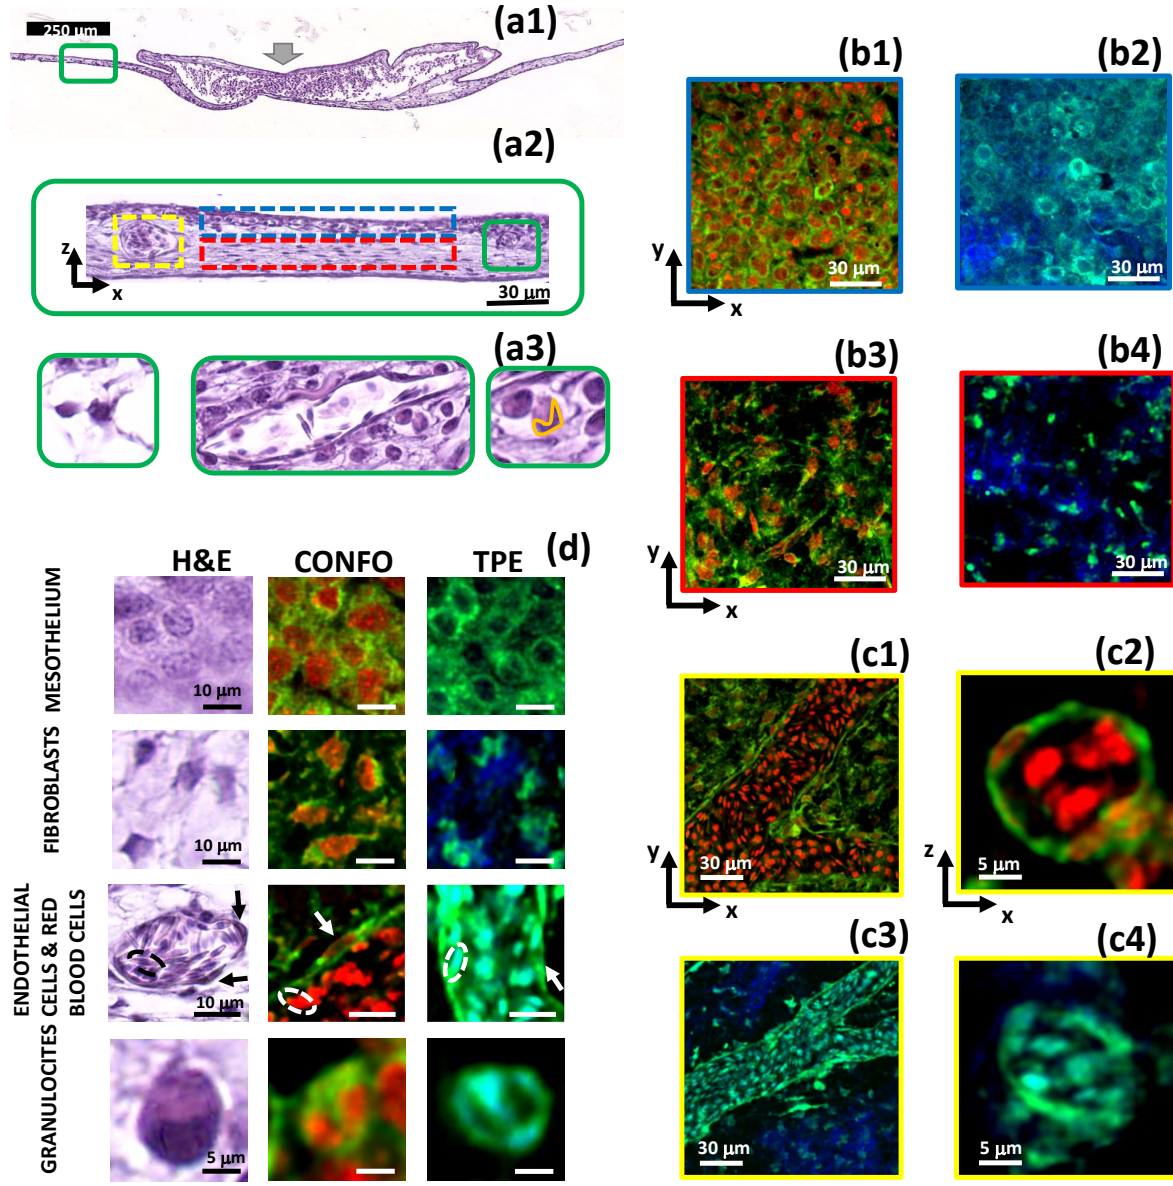 (a1)
250 µm
(a2)
z
x
30 µm
(a3)
(b1)
(b2)
y
x
30 µm
30 µm
(b3)
(b4)
y
x
30 µm
30 µm
(d)
H&E
CONFO
TPE
MESOTHELIUM
10 µm
FIBROBLASTS
10 µm
ENDOTHELIAL
CELLS & RED
BLOOD CELLS
10 µm
GRANULOCITES
5 µm
(c1)
(c2)
y
x
30 µm
z
x
5 µm
(c3)
(c4)
30 µm
5 µm